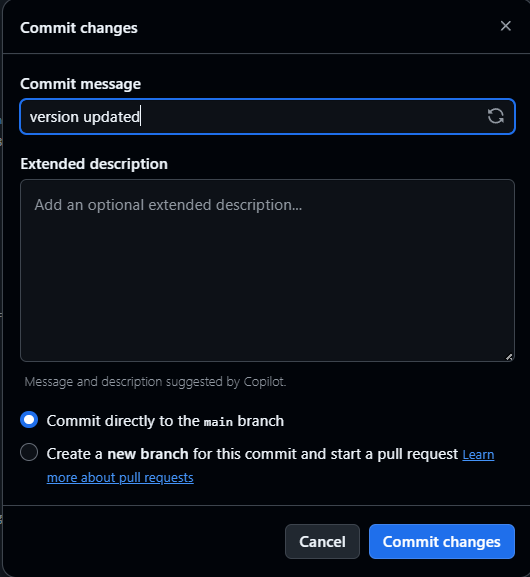 Commit changes
Commit message
version updated
Extended description
Add an optional extended description...
Message and description suggested by Copilot.
Commit directly to the main branch
Create a new branch for this commit and start a pull request Learn
more about pull requests
Cancel
Commit changes